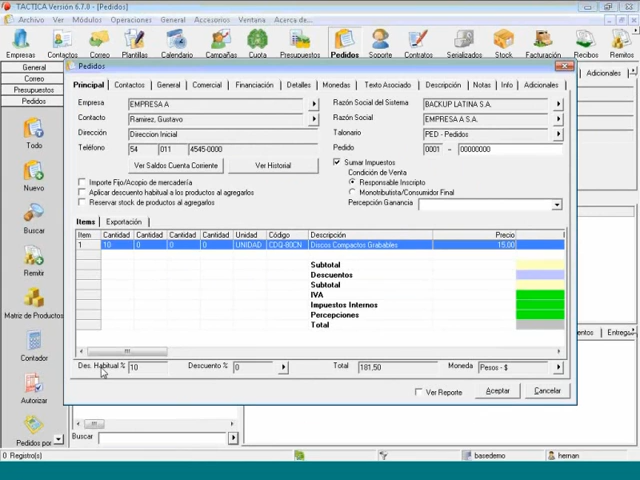 TACTICA Versión 6.7.0 - [Pedidos]
Archivo Ver Módulos Operaciones General Accesorios Ventana Acerca de...
Empresas Contactos Correo Plantillas Calendario Campañas Cuota Presupuestos Pedidos Soporte Contratos Serializados Stock Facturación Recibos Remitos
General
Correo
Presupuestos
Pedidos
Todo
Nuevo
Buscar
Remitir
Matriz de Productos
Contador
Autorizar
Pedidos por
Adicionales
Pedidos
Principal Contactos General Comercial Financiación Detalles Monedas Texto Asociado Descripción Notas Info Adicionales
Empresa EMPRESA A Razón Social del Sistema BACKUP LATINA S.A.
Contacto Ramirez, Gustavo Razón Social EMPRESA A S.A.
Dirección Direccion Inicial Talonario PED - Pedidos
Teléfono 54 011 4545-0000 Pedido 0001 - 00000000
Ver Saldos Cuenta Corriente Ver Historial Sumar Impuestos
Condición de Venta
Importe Fijo/Acopio de mercadería Responsable Inscripto
Aplicar descuento habitual a los productos al agregarlos Monotributista/Consumidor Final
Reservar stock de productos al agregarlos Percepción Ganancia
Items Exportación
Item Cantidad Cantidad Cantidad Cantidad Unidad Código Descripción Precio
1 10 0 0 0 UNIDAD CDQ-80CN Discos Compactos Grabables 15,00
Subtotal
Descuentos
Subtotal
IVA
Impuestos Internos
Percepciones
Total
Des. Habitual % 10 Descuento % 0 Total 181,50 Moneda Pesos - $
Ver Reporte Aceptar Cancelar
Buscar
0 Registro(s) basedemo hernan